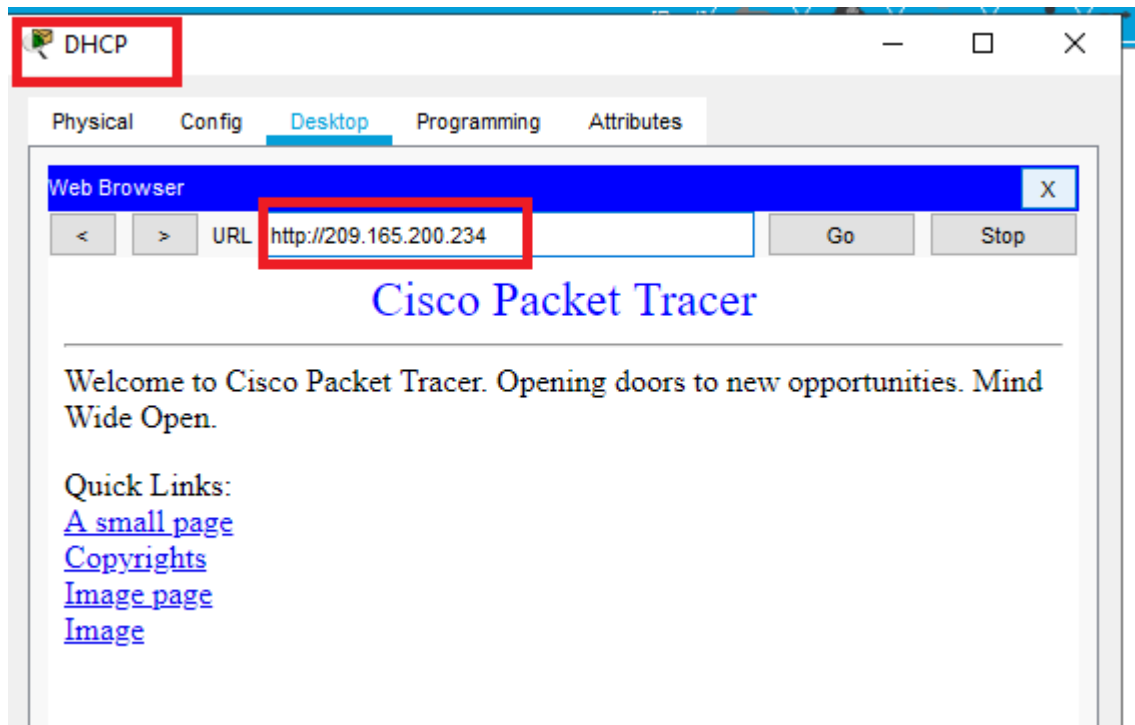 DHCP
Physical Config Desktop Programming Attributes
Web Browser X
< > URL http://209.165.200.234 Go Stop
Cisco Packet Tracer
Welcome to Cisco Packet Tracer. Opening doors to new opportunities. Mind
Wide Open.
Quick Links:
A small page
Copyrights
Image page
Image